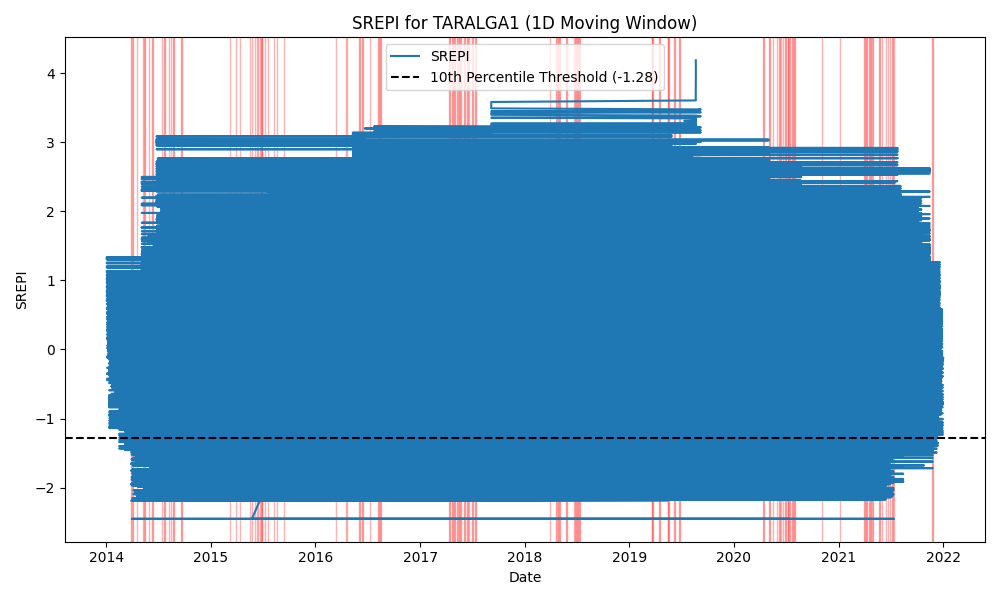 SREPI for TARALGA1 (1D Moving Window)
SREPI
10th Percentile Threshold (-1.28)
4
3
2
1
0
−1
−2
SREPI
2014 2015 2016 2017 2018 2019 2020 2021 2022
Date